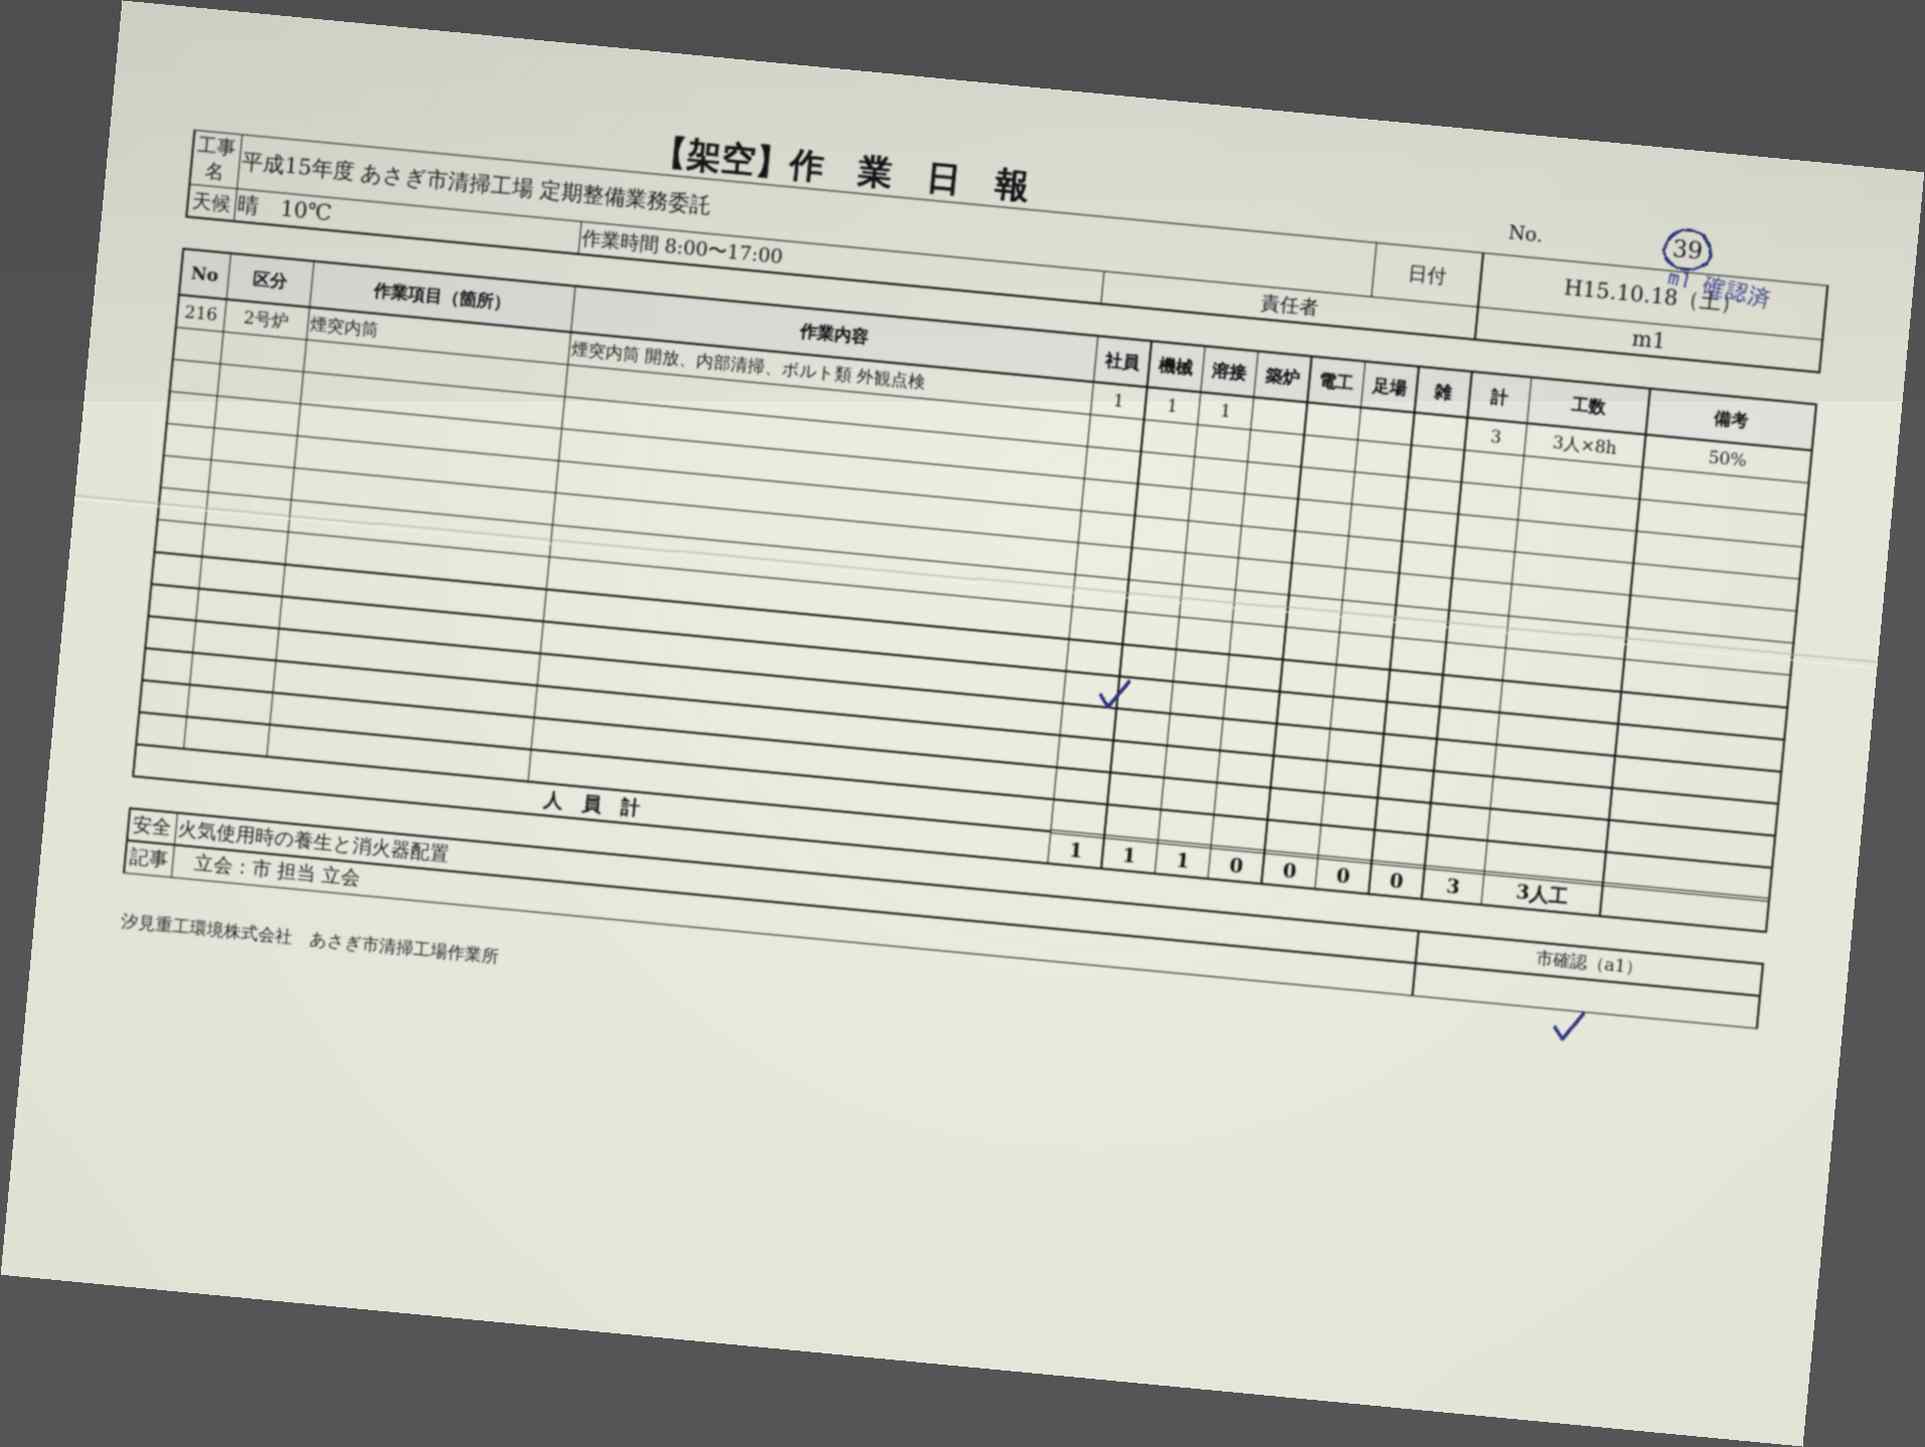 【架空】作 業 日 報
No. 39
m1 確認済
工事名 平成15年度 あさぎ市清掃工場 定期整備業務委託 日付 H15.10.18（土）
天候 晴 10℃ 作業時間 8:00〜17:00 責任者 m1
No 区分 作業項目（箇所） 作業内容 社員 機械 溶接 築炉 電工 足場 雑 計 工数 備考
216 2号炉 煙突内筒 煙突内筒 開放、内部清掃、ボルト類 外観点検 1 1 1 3 3人×8h 50%
人 員 計 1 1 1 0 0 0 0 3 3人工
安全 火気使用時の養生と消火器配置 市確認（a1）
記事 立会：市 担当 立会
汐見重工環境株式会社 あさぎ市清掃工場作業所